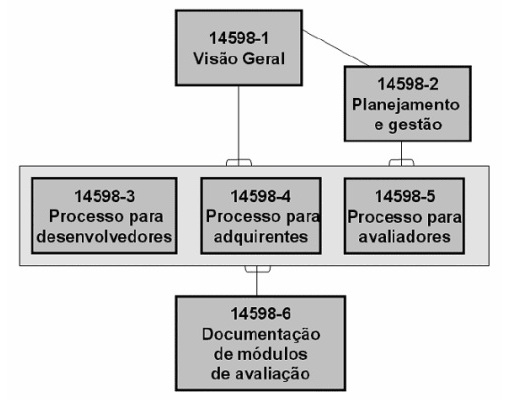 14598-1
Visão Geral
14598-2
Planejamento
e gestão
14598-3
Processo para
desenvolvedores
14598-4
Processo para
adquirentes
14598-5
Processo para
avaliadores
14598-6
Documentação
de módulos
de avaliação